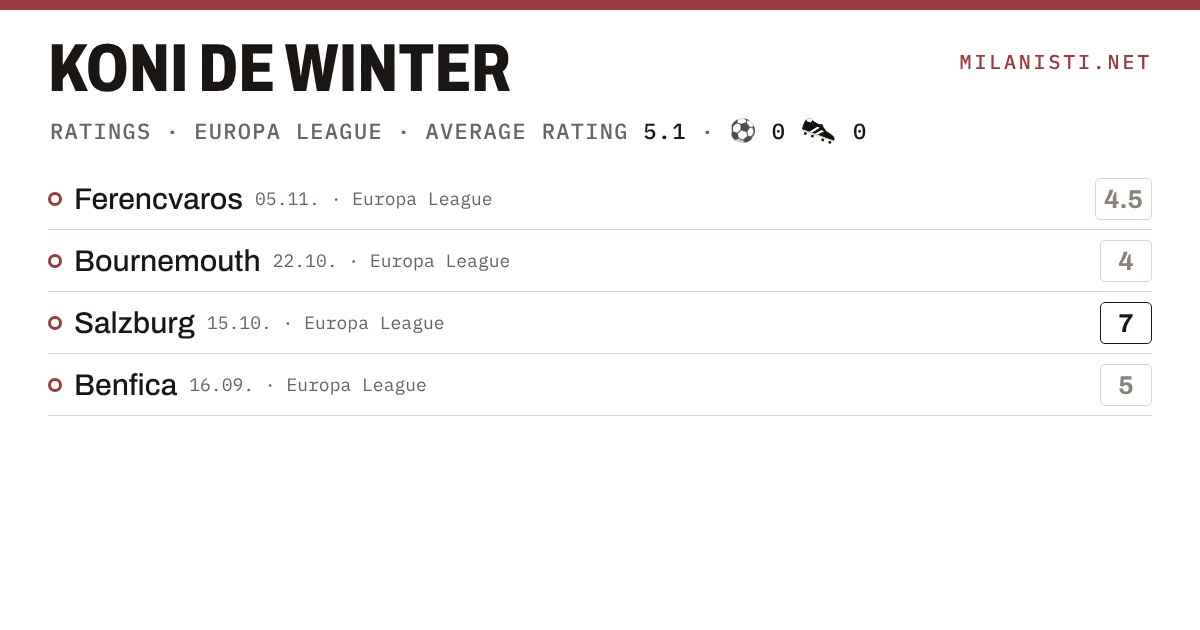 KONI DE WINTER
MILANISTI.NET
RATINGS · EUROPA LEAGUE · AVERAGE RATING 5.1 · ⚽ 0 👟 0
Ferencvaros 05.11. · Europa League 4.5
Bournemouth 22.10. · Europa League 4
Salzburg 15.10. · Europa League 7
Benfica 16.09. · Europa League 5